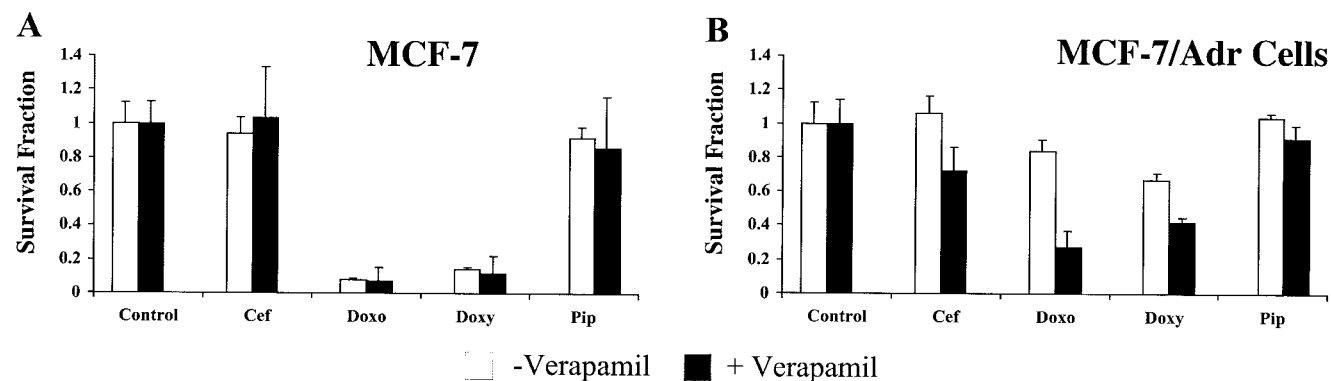 A
MCF-7
Survival Fraction
1.4
1.2
1
0.8
0.6
0.4
0.2
0
Control Cef Doxo Doxy Pip
B
MCF-7/Adr Cells
Survival Fraction
1.4
1.2
1
0.8
0.6
0.4
0.2
0
Control Cef Doxo Doxy Pip
-Verapamil + Verapamil